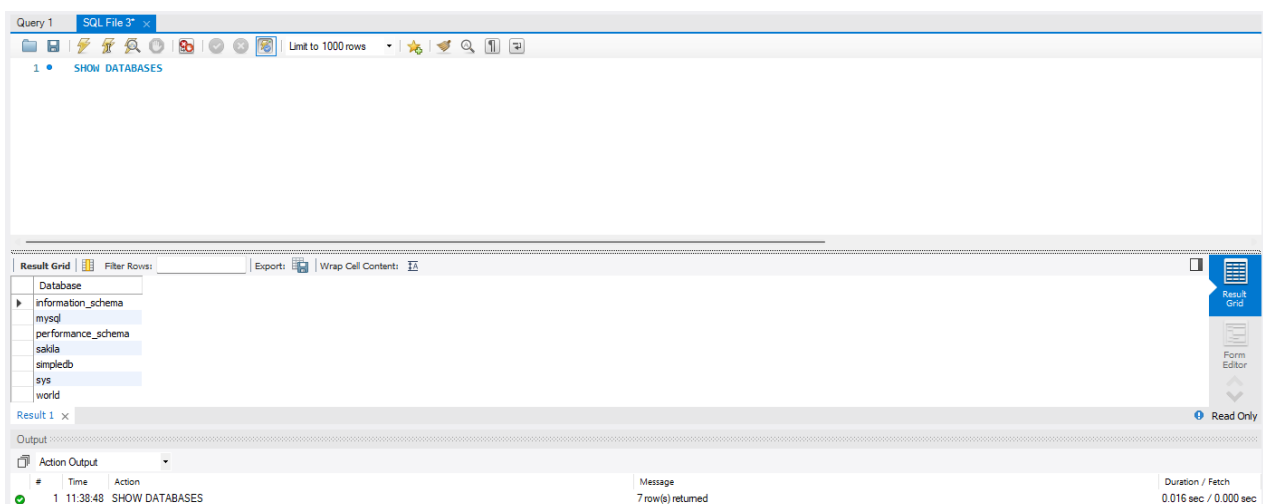 Query 1 SQL File 3* ×
Limit to 1000 rows
1 SHOW DATABASES
Result Grid Filter Rows: Export: Wrap Cell Content: IA
Database
information_schema
mysql
performance_schema
sakila
simpledb
sys
world
Result Grid
Form Editor
Result 1 × Read Only
Output
Action Output
# Time Action Message Duration / Fetch
1 11:38:48 SHOW DATABASES 7 row(s) returned 0.016 sec / 0.000 sec